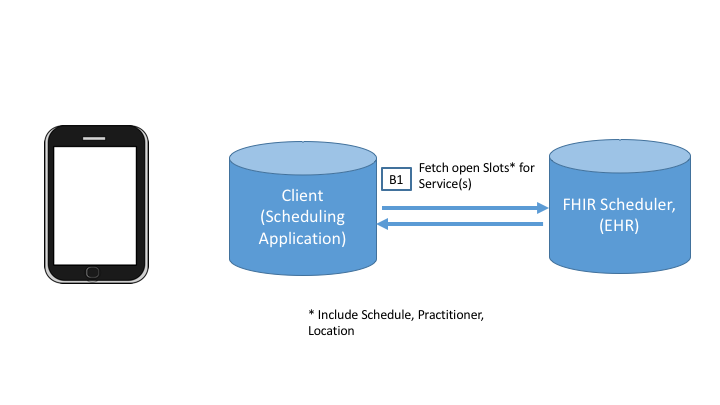 Client
(Scheduling
Application)
B1
Fetch open Slots* for
Service(s)
FHIR Scheduler,
(EHR)
* Include Schedule, Practitioner,
Location